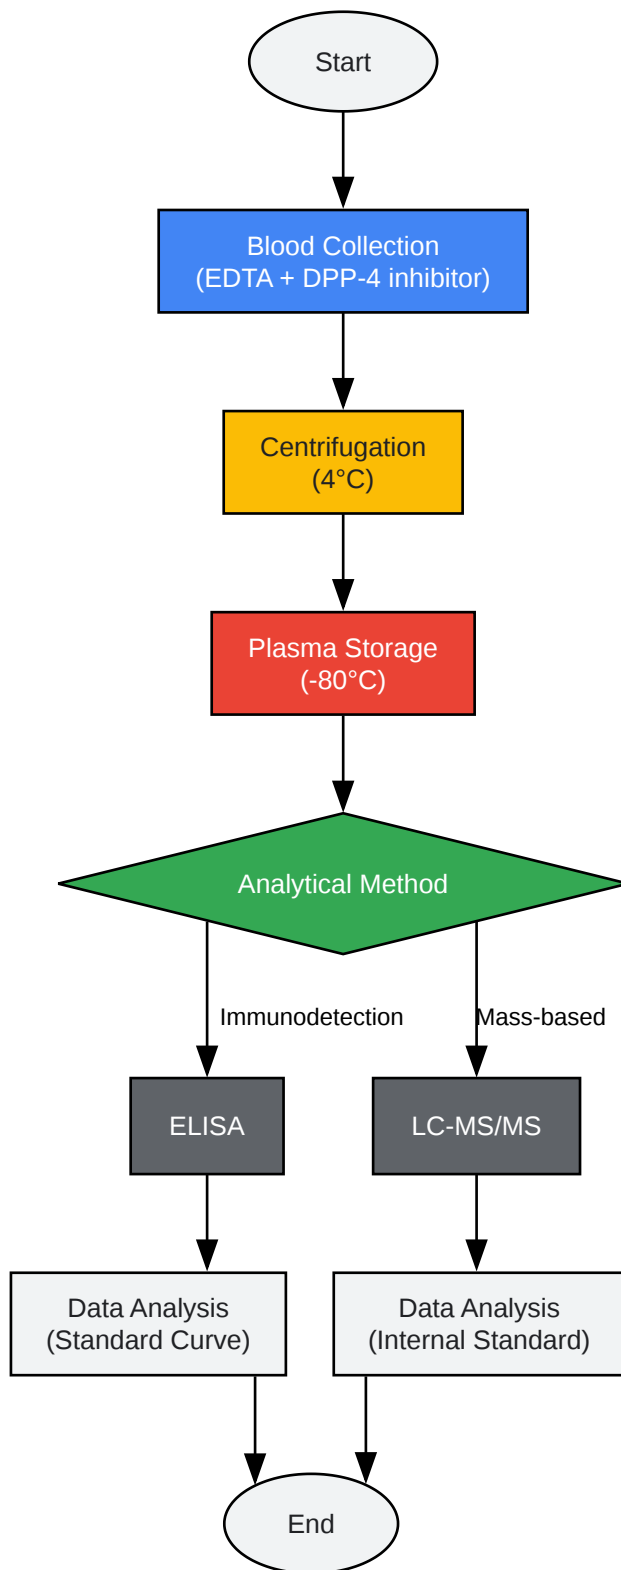 Start
Blood Collection
(EDTA + DPP-4 inhibitor)
Centrifugation
(4°C)
Plasma Storage
(-80°C)
Analytical Method
Immunodetection
Mass-based
ELISA
LC-MS/MS
Data Analysis
(Standard Curve)
Data Analysis
(Internal Standard)
End